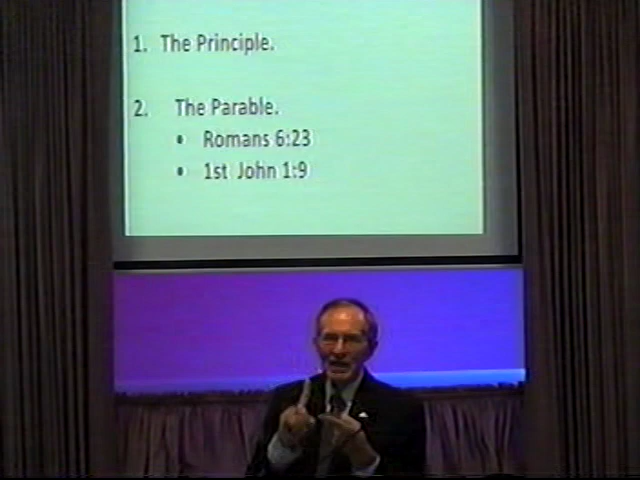 1. The Principle.
2. The Parable.
• Romans 6:23
• 1st John 1:9